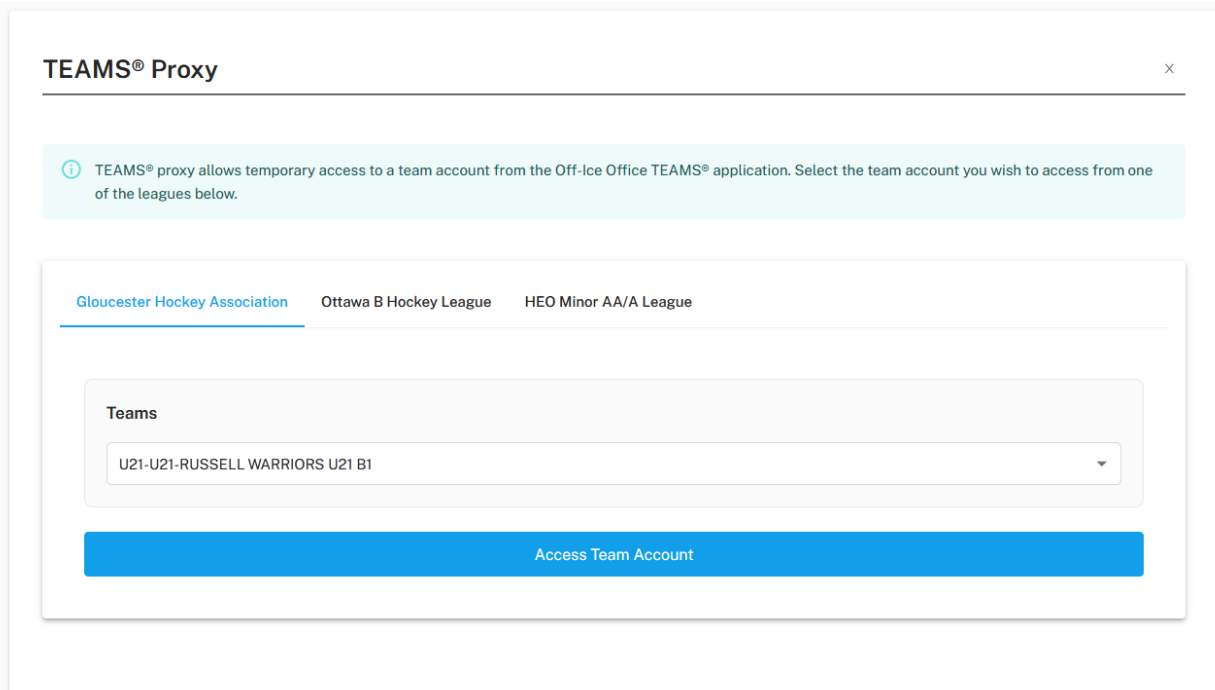 TEAMS® Proxy
X
TEAMS® proxy allows temporary access to a team account from the Off-Ice Office TEAMS® application. Select the team account you wish to access from one
of the leagues below.
Gloucester Hockey Association Ottawa B Hockey League HEO Minor AA/A League
Teams
U21-U21-RUSSELL WARRIORS U21 B1
Access Team Account